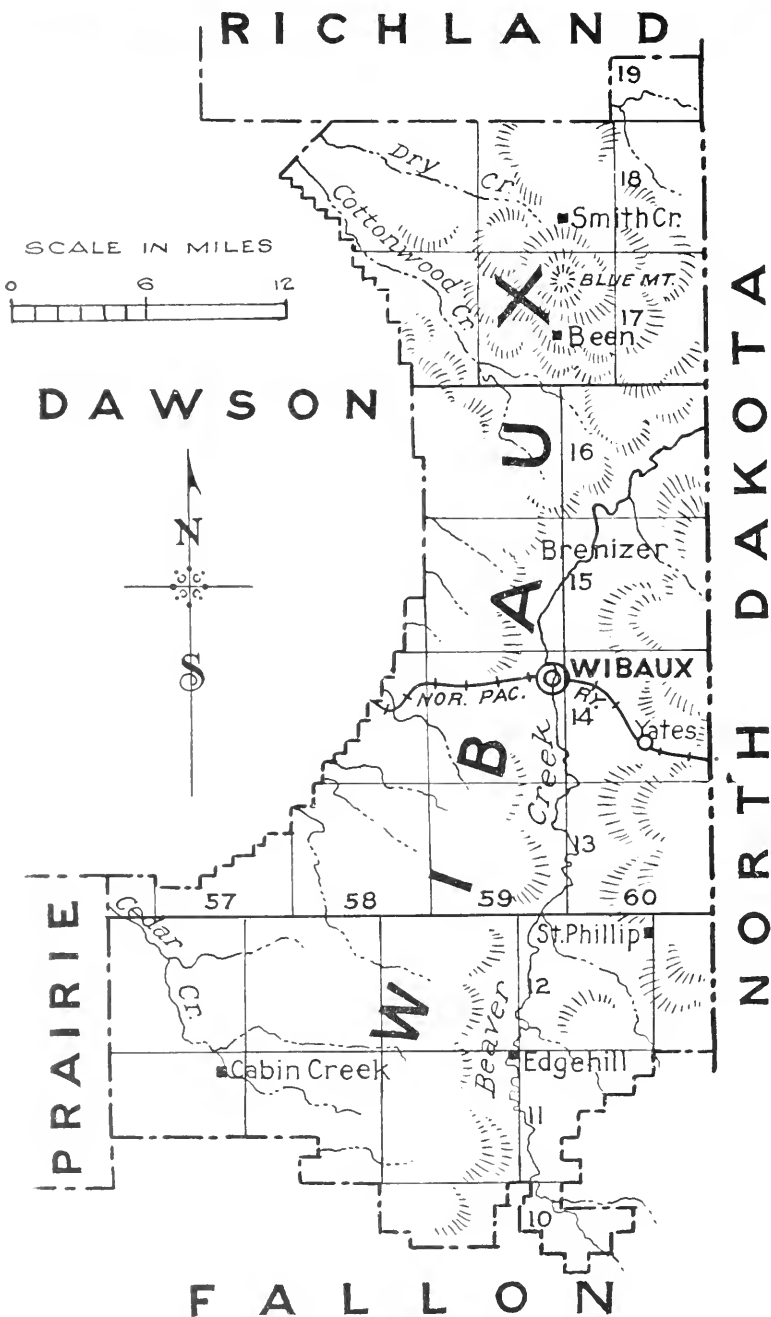 RICHLAND
19
Dry Cr.
18
Smith Cr.
SCALE IN MILES
0 6 12
Cottonwood Cr.
BLUE MT.
17
Been
DAWSON
16
N
S
Brenizer
15
WIBAUX
NOR. PAC. RY.
14
Yates
WIBAUX
Creek
13
57 58 59 60
NORTH DAKOTA
PRAIRIE
Cedar Cr.
St. Phillip
12
Beaver
Edgehill
Cabin Creek
11
10
FALLON